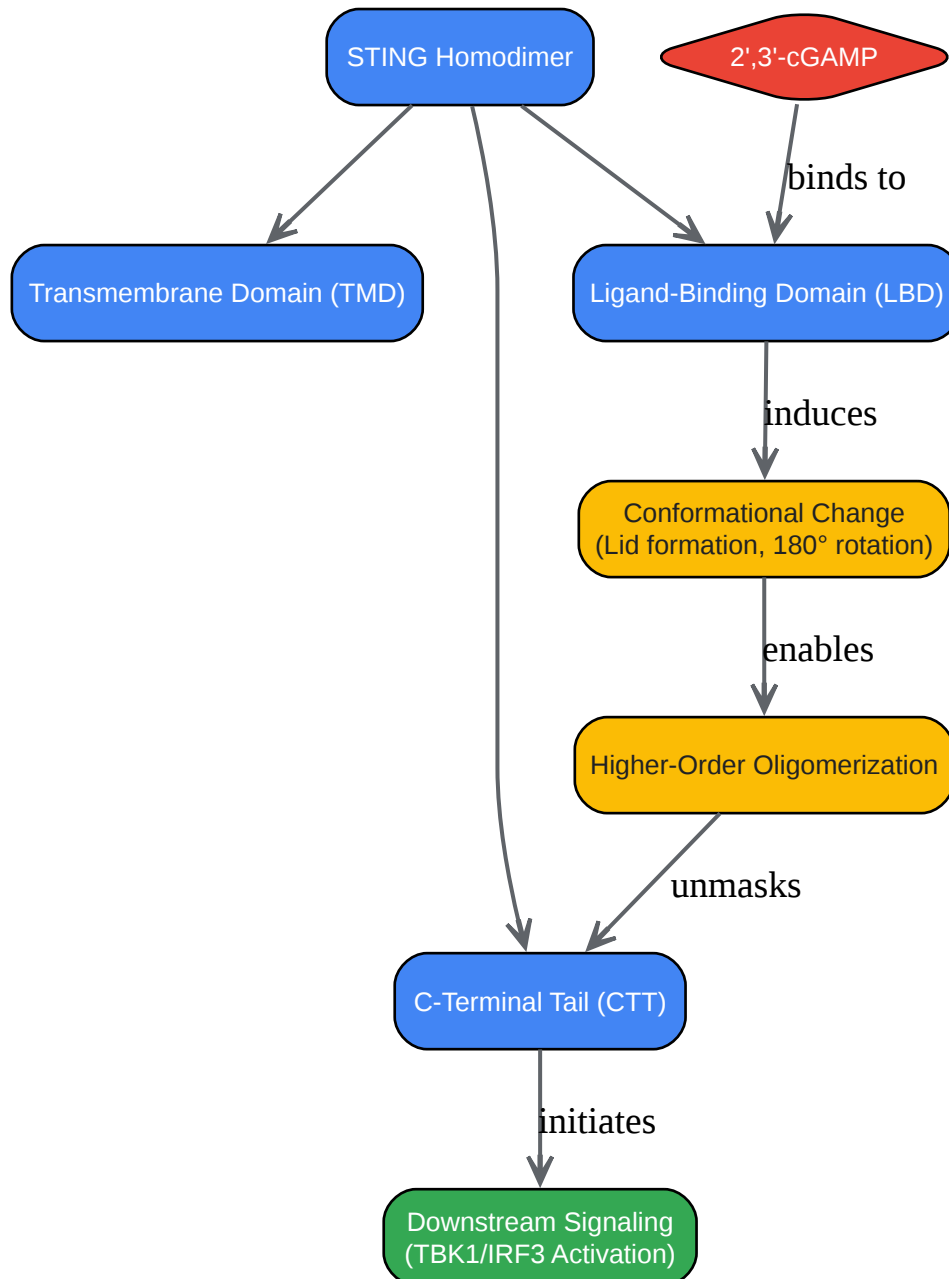 STING Homodimer
2',3'-cGAMP
binds to
Transmembrane Domain (TMD)
Ligand-Binding Domain (LBD)
induces
Conformational Change
(Lid formation, 180° rotation)
enables
Higher-Order Oligomerization
unmasks
C-Terminal Tail (CTT)
initiates
Downstream Signaling
(TBK1/IRF3 Activation)